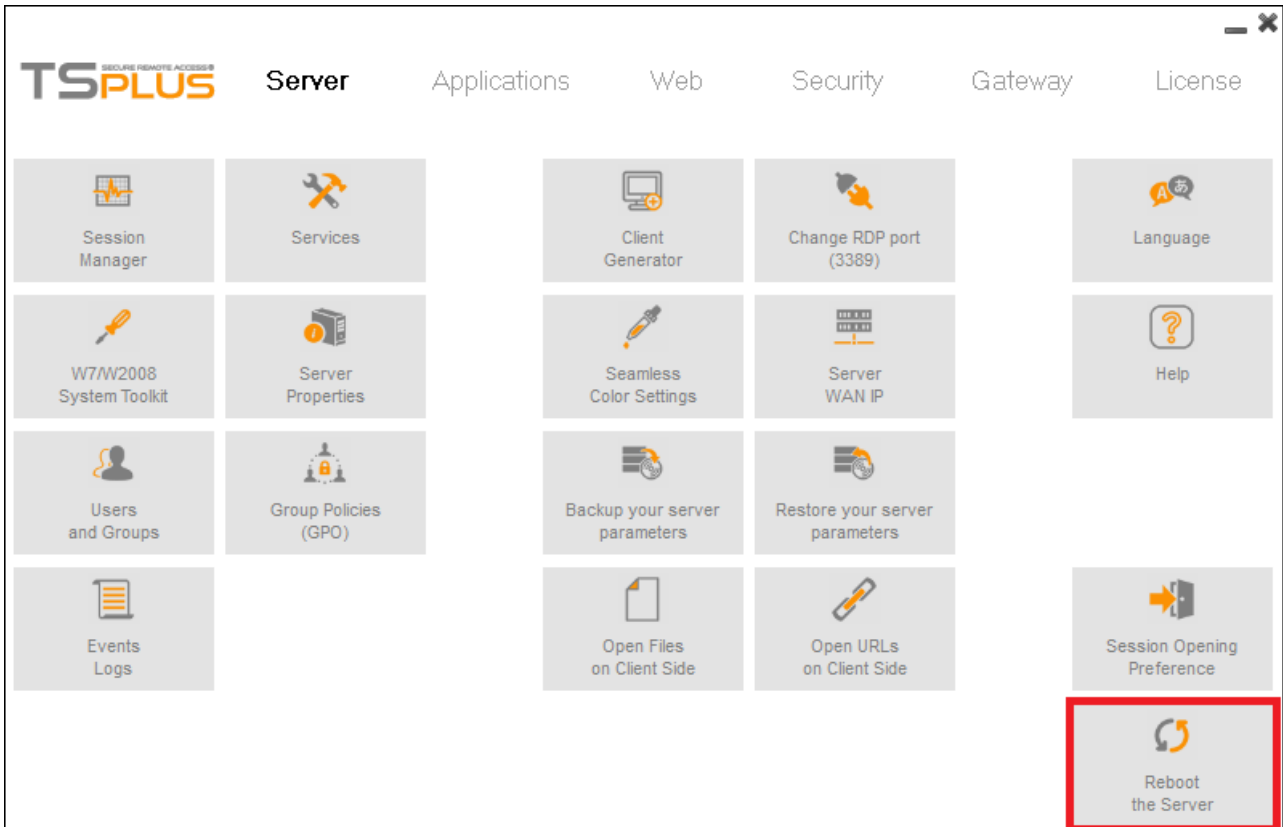 TSPLUS SECURE REMOTE ACCESS®
Server
Applications
Web
Security
Gateway
License
Session
Manager
Services
Client
Generator
Change RDP port
(3389)
A あ
Language
W7/W2008
System Toolkit
i
Server
Properties
Seamless
Color Settings
Server
WAN IP
?
Help
Users
and Groups
Group Policies
(GPO)
Backup your server
parameters
Restore your server
parameters
Events
Logs
Open Files
on Client Side
Open URLs
on Client Side
Session Opening
Preference
Reboot
the Server